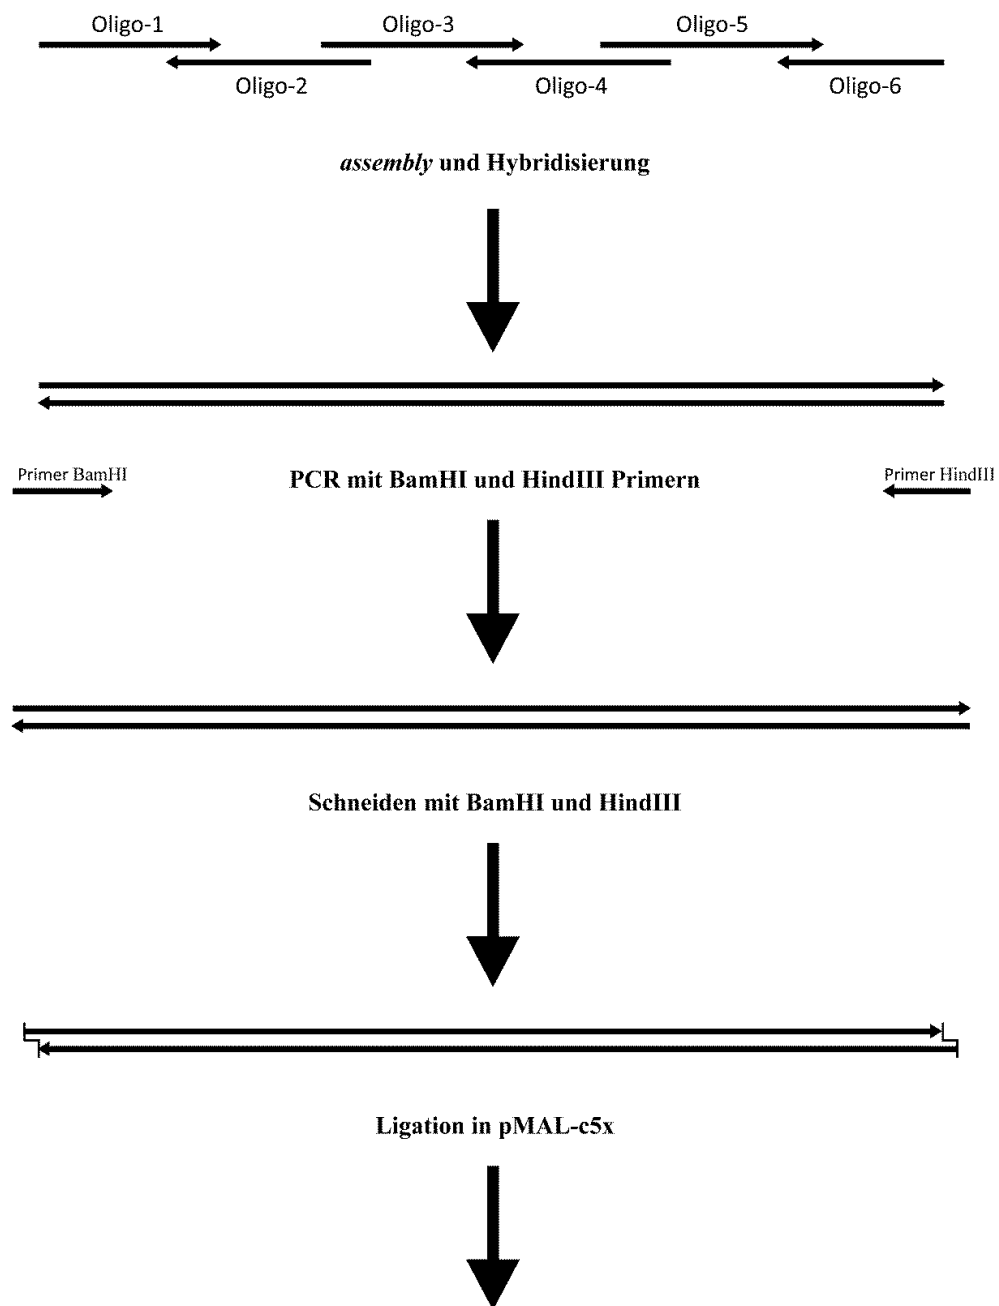 Oligo-1 Oligo-3 Oligo-5
Oligo-2 Oligo-4 Oligo-6
assembly und Hybridisierung
Primer BamHI PCR mit BamHI und HindIII Primern Primer HindIII
Schneiden mit BamHI und HindIII
Ligation in pMAL-c5x